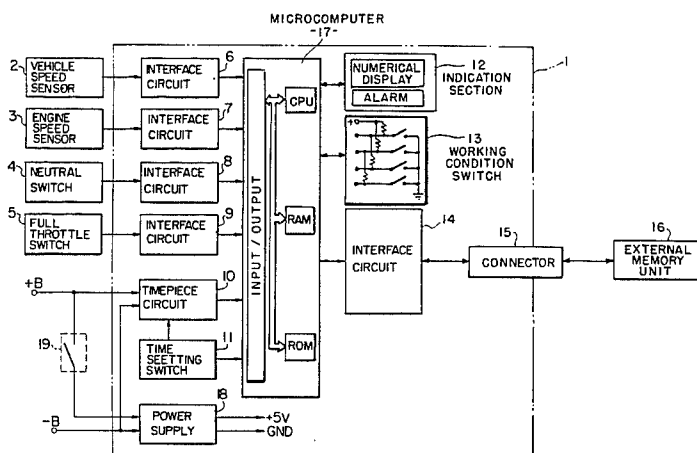 MICROCOMPUTER
-17-
1
2
VEHICLE
SPEED
SENSOR
6
INTERFACE
CIRCUIT
3
ENGINE
SPEED
SENSOR
7
INTERFACE
CIRCUIT
4
NEUTRAL
SWITCH
8
INTERFACE
CIRCUIT
5
FULL
THROTTLE
SWITCH
9
INTERFACE
CIRCUIT
+B
10
TIMEPIECE
CIRCUIT
19
11
TIME
SEETTING
SWITCH
-B
18
POWER
SUPPLY
+5V
GND
INPUT / OUTPUT
CPU
RAM
ROM
NUMERICAL
DISPLAY
ALARM
12
INDICATION
SECTION
+
13
WORKING
CONDITION
SWITCH
14
INTERFACE
CIRCUIT
15
CONNECTOR
16
EXTERNAL
MEMORY
UNIT